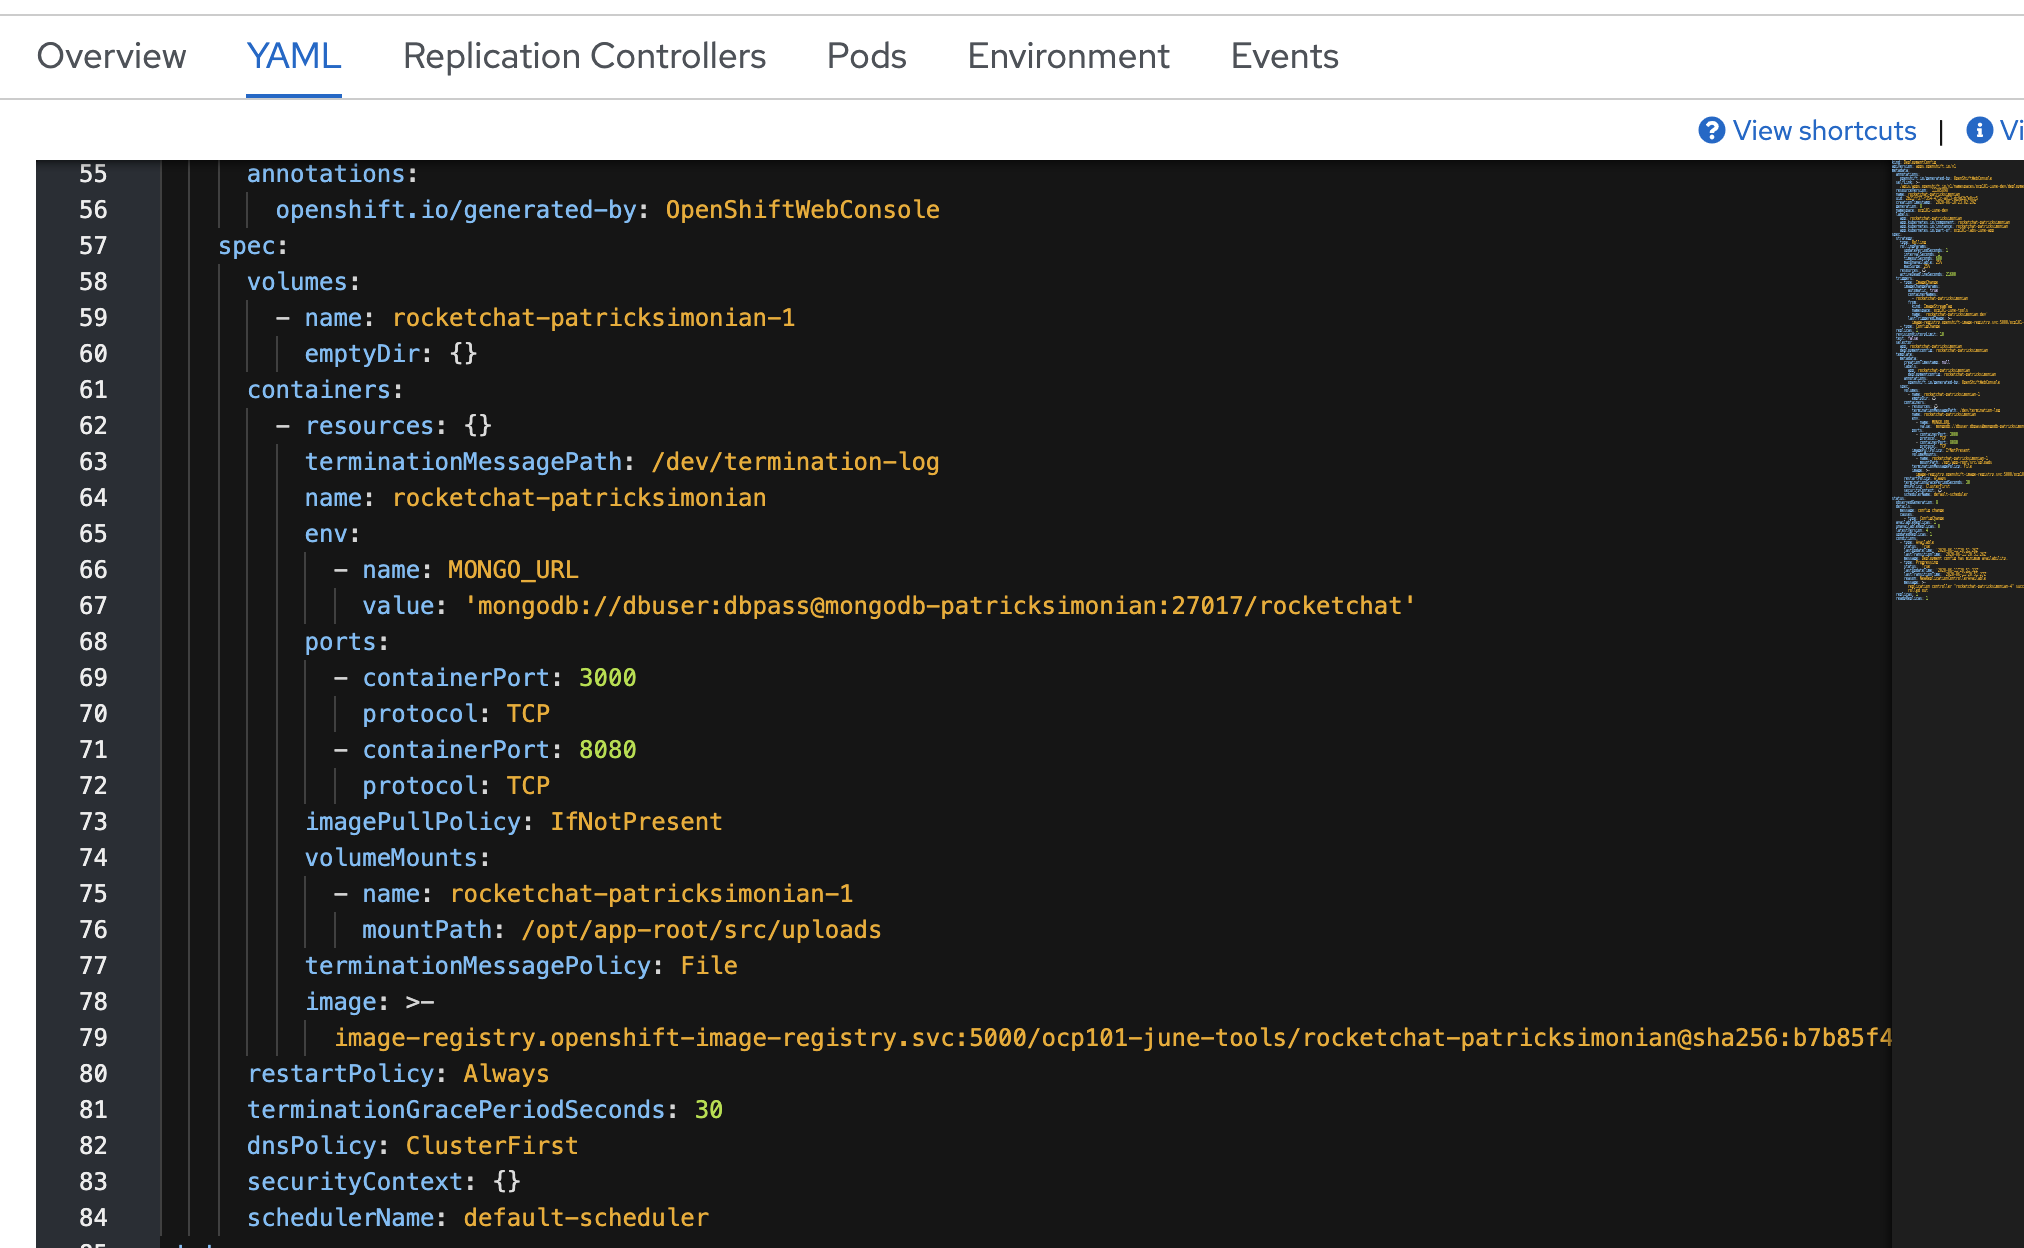 Overview YAML Replication Controllers Pods Environment Events
View shortcuts | Vi
55 annotations:
56 openshift.io/generated-by: OpenShiftWebConsole
57 spec:
58 volumes:
59 - name: rocketchat-patricksimonian-1
60 emptyDir: {}
61 containers:
62 - resources: {}
63 terminationMessagePath: /dev/termination-log
64 name: rocketchat-patricksimonian
65 env:
66 - name: MONGO_URL
67 value: 'mongodb://dbuser:dbpass@mongodb-patricksimonian:27017/rocketchat'
68 ports:
69 - containerPort: 3000
70 protocol: TCP
71 - containerPort: 8080
72 protocol: TCP
73 imagePullPolicy: IfNotPresent
74 volumeMounts:
75 - name: rocketchat-patricksimonian-1
76 mountPath: /opt/app-root/src/uploads
77 terminationMessagePolicy: File
78 image: >-
79 image-registry.openshift-image-registry.svc:5000/ocp101-june-tools/rocketchat-patricksimonian@sha256:b7b85f4
80 restartPolicy: Always
81 terminationGracePeriodSeconds: 30
82 dnsPolicy: ClusterFirst
83 securityContext: {}
84 schedulerName: default-scheduler